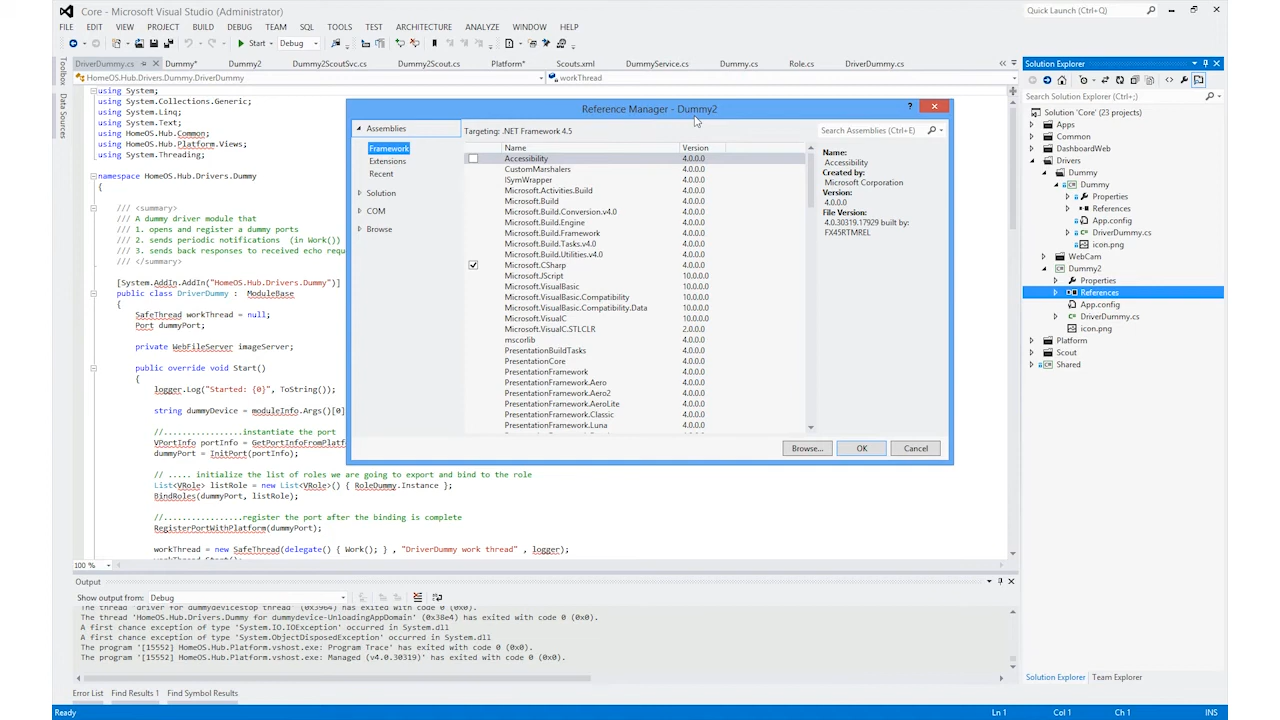 Core - Microsoft Visual Studio (Administrator)
Quick Launch (Ctrl+Q)
FILE EDIT VIEW PROJECT BUILD DEBUG TEAM SQL TOOLS TEST ARCHITECTURE ANALYZE WINDOW HELP
Start Debug
Toolbox
Data Sources
DriverDummy.cs Dummy* Dummy2 Dummy2ScoutSvc.cs Dummy2Scout.cs Platform* Scouts.xml DummyService.cs Dummy.cs Role.cs DriverDummy.cs
HomeOS.Hub.Drivers.Dummy.DriverDummy
workThread
using System;
using System.Collections.Generic;
using System.Linq;
using System.Text;
using HomeOS.Hub.Common;
using HomeOS.Hub.Platform.Views;
using System.Threading;
namespace HomeOS.Hub.Drivers.Dummy
{
/// <summary>
/// A dummy driver module that
/// 1. opens and register a dummy ports
/// 2. sends periodic notifications (in Work())
/// 3. sends back responses to received echo requ
/// </summary>
[System.AddIn.AddIn("HomeOS.Hub.Drivers.Dummy")]
public class DriverDummy : ModuleBase
{
SafeThread workThread = null;
Port dummyPort;
private WebFileServer imageServer;
public override void Start()
{
logger.Log("Started: {0}", ToString());
string dummyDevice = moduleInfo.Args()[0]
//.................instantiate the port
VPortInfo portInfo = GetPortInfoFromPlatf
dummyPort = InitPort(portInfo);
// ..... initialize the list of roles we are going to export and bind to the role
List<VRole> listRole = new List<VRole>() { RoleDummy.Instance };
BindRoles(dummyPort, listRole);
//.................register the port after the binding is complete
RegisterPortWithPlatform(dummyPort);
workThread = new SafeThread(delegate() { Work(); } , "DriverDummy work thread" , logger);
100 %
Reference Manager - Dummy2
?
Assemblies
Framework
Extensions
Recent
Solution
COM
Browse
Targeting: .NET Framework 4.5
Search Assemblies (Ctrl+E)
Name Version
Accessibility 4.0.0.0
CustomMarshalers 4.0.0.0
ISymWrapper 4.0.0.0
Microsoft.Activities.Build 4.0.0.0
Microsoft.Build 4.0.0.0
Microsoft.Build.Conversion.v4.0 4.0.0.0
Microsoft.Build.Engine 4.0.0.0
Microsoft.Build.Framework 4.0.0.0
Microsoft.Build.Tasks.v4.0 4.0.0.0
Microsoft.Build.Utilities.v4.0 4.0.0.0
Microsoft.CSharp 4.0.0.0
Microsoft.JScript 10.0.0.0
Microsoft.VisualBasic 10.0.0.0
Microsoft.VisualBasic.Compatibility 10.0.0.0
Microsoft.VisualBasic.Compatibility.Data 10.0.0.0
Microsoft.VisualC 10.0.0.0
Microsoft.VisualC.STLCLR 2.0.0.0
mscorlib 4.0.0.0
PresentationBuildTasks 4.0.0.0
PresentationCore 4.0.0.0
PresentationFramework 4.0.0.0
PresentationFramework.Aero 4.0.0.0
PresentationFramework.Aero2 4.0.0.0
PresentationFramework.AeroLite 4.0.0.0
PresentationFramework.Classic 4.0.0.0
PresentationFramework.Luna 4.0.0.0
Name:
Accessibility
Created by:
Microsoft Corporation
Version:
4.0.0.0
File Version:
4.0.30319.17929 built by:
FX45RTMREL
Browse... OK Cancel
Solution Explorer
Search Solution Explorer (Ctrl+;)
Solution 'Core' (23 projects)
Apps
Common
DashboardWeb
Drivers
Dummy
Dummy
Properties
References
App.config
DriverDummy.cs
icon.png
WebCam
Dummy2
Properties
References
App.config
DriverDummy.cs
icon.png
Platform
Scout
Shared
Solution Explorer Team Explorer
Output
Show output from: Debug
The thread 'driver for dummydevicestop thread' (0x3964) has exited with code 0 (0x0).
The thread 'HomeOS.Hub.Drivers.Dummy for dummydevice-UnloadingAppDomain' (0x38e4) has exited with code 0 (0x0).
A first chance exception of type 'System.IO.IOException' occurred in System.dll
A first chance exception of type 'System.ObjectDisposedException' occurred in System.dll
The program '[15552] HomeOS.Hub.Platform.vshost.exe: Program Trace' has exited with code 0 (0x0).
The program '[15552] HomeOS.Hub.Platform.vshost.exe: Managed (v4.0.30319)' has exited with code 0 (0x0).
Error List Find Results 1 Find Symbol Results
Ready Ln 1 Col 1 Ch 1 INS